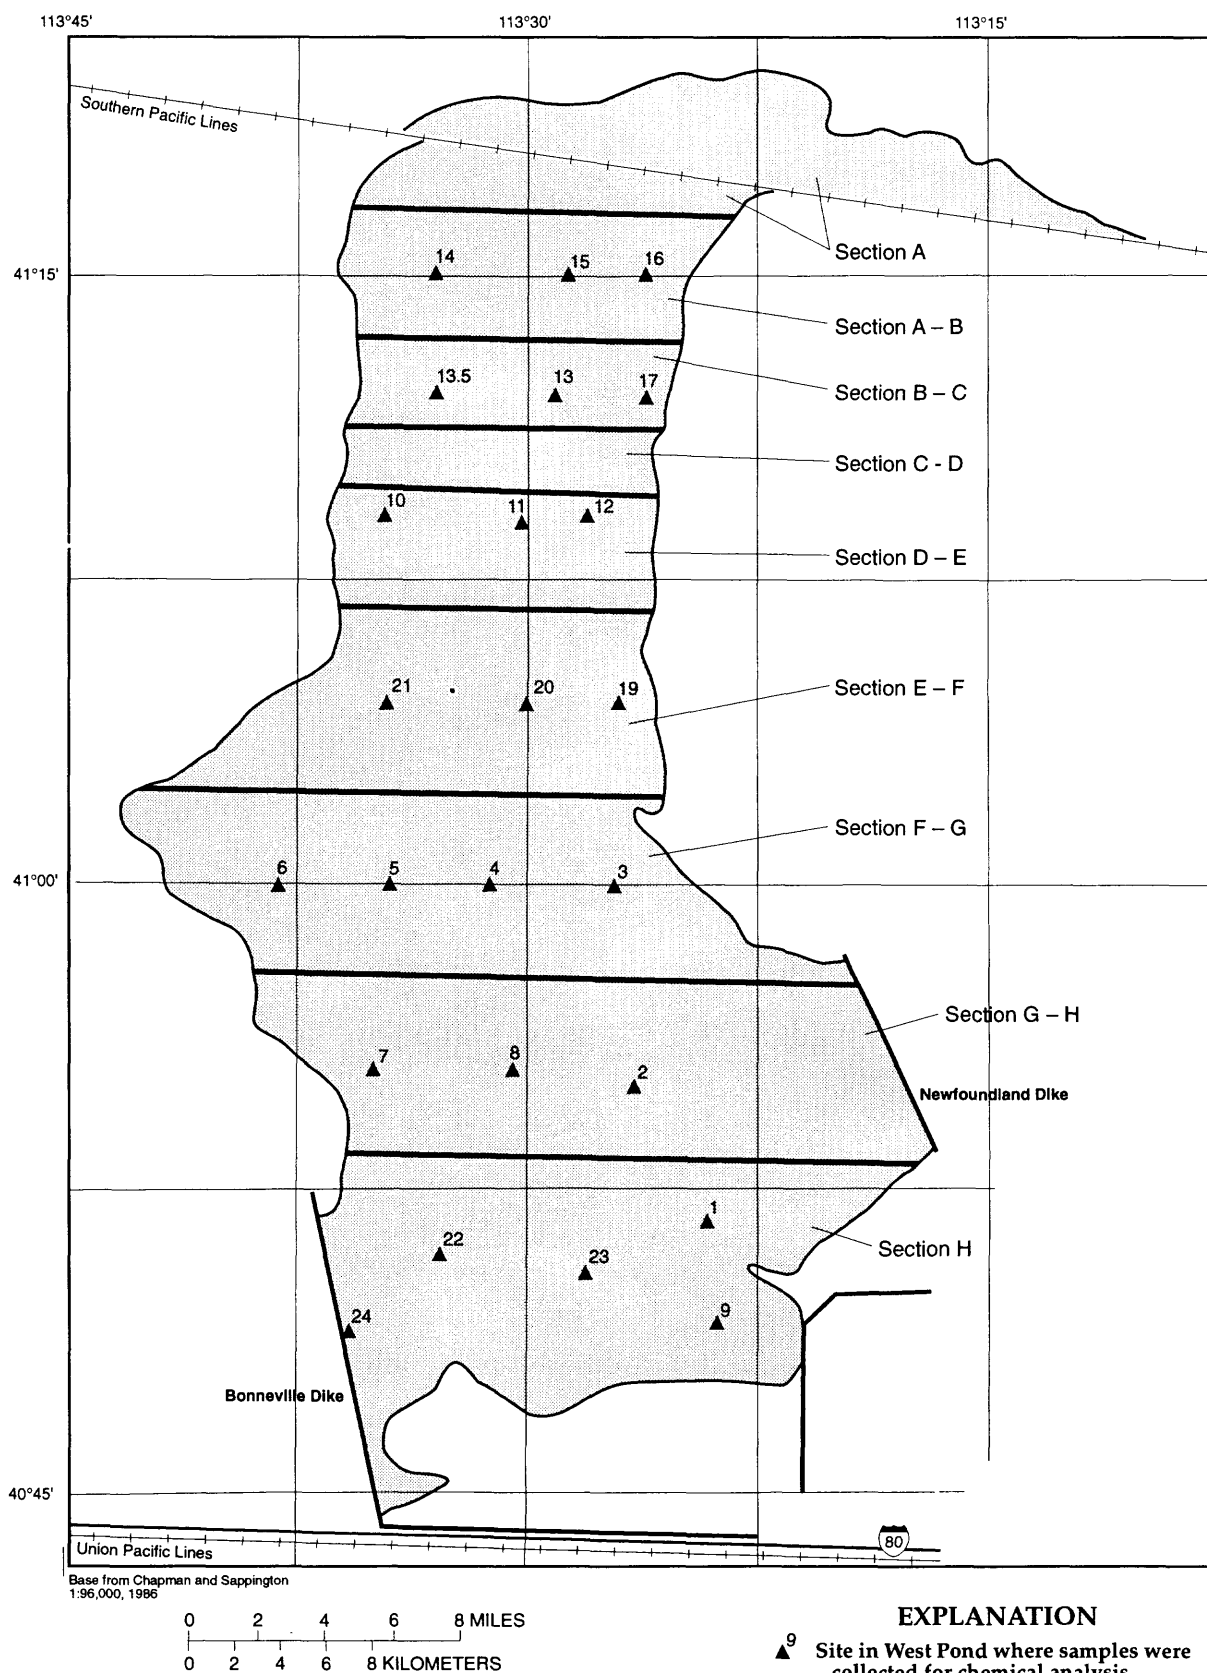 113°45'
113°30'
113°15'
Southern Pacific Lines
Section A
14
15
16
41°15'
Section A – B
13.5
13
17
Section B – C
Section C - D
10
11
12
Section D – E
21
20
19
Section E – F
Section F – G
6
5
4
3
41°00'
Section G – H
7
8
2
Newfoundland Dike
1
22
23
Section H
24
9
Bonneville Dike
40°45'
Union Pacific Lines
80
Base from Chapman and Sappington
1:96,000, 1986
0 2 4 6 8 MILES
0 2 4 6 8 KILOMETERS
EXPLANATION
9 Site in West Pond where samples were
collected for chemical analysis